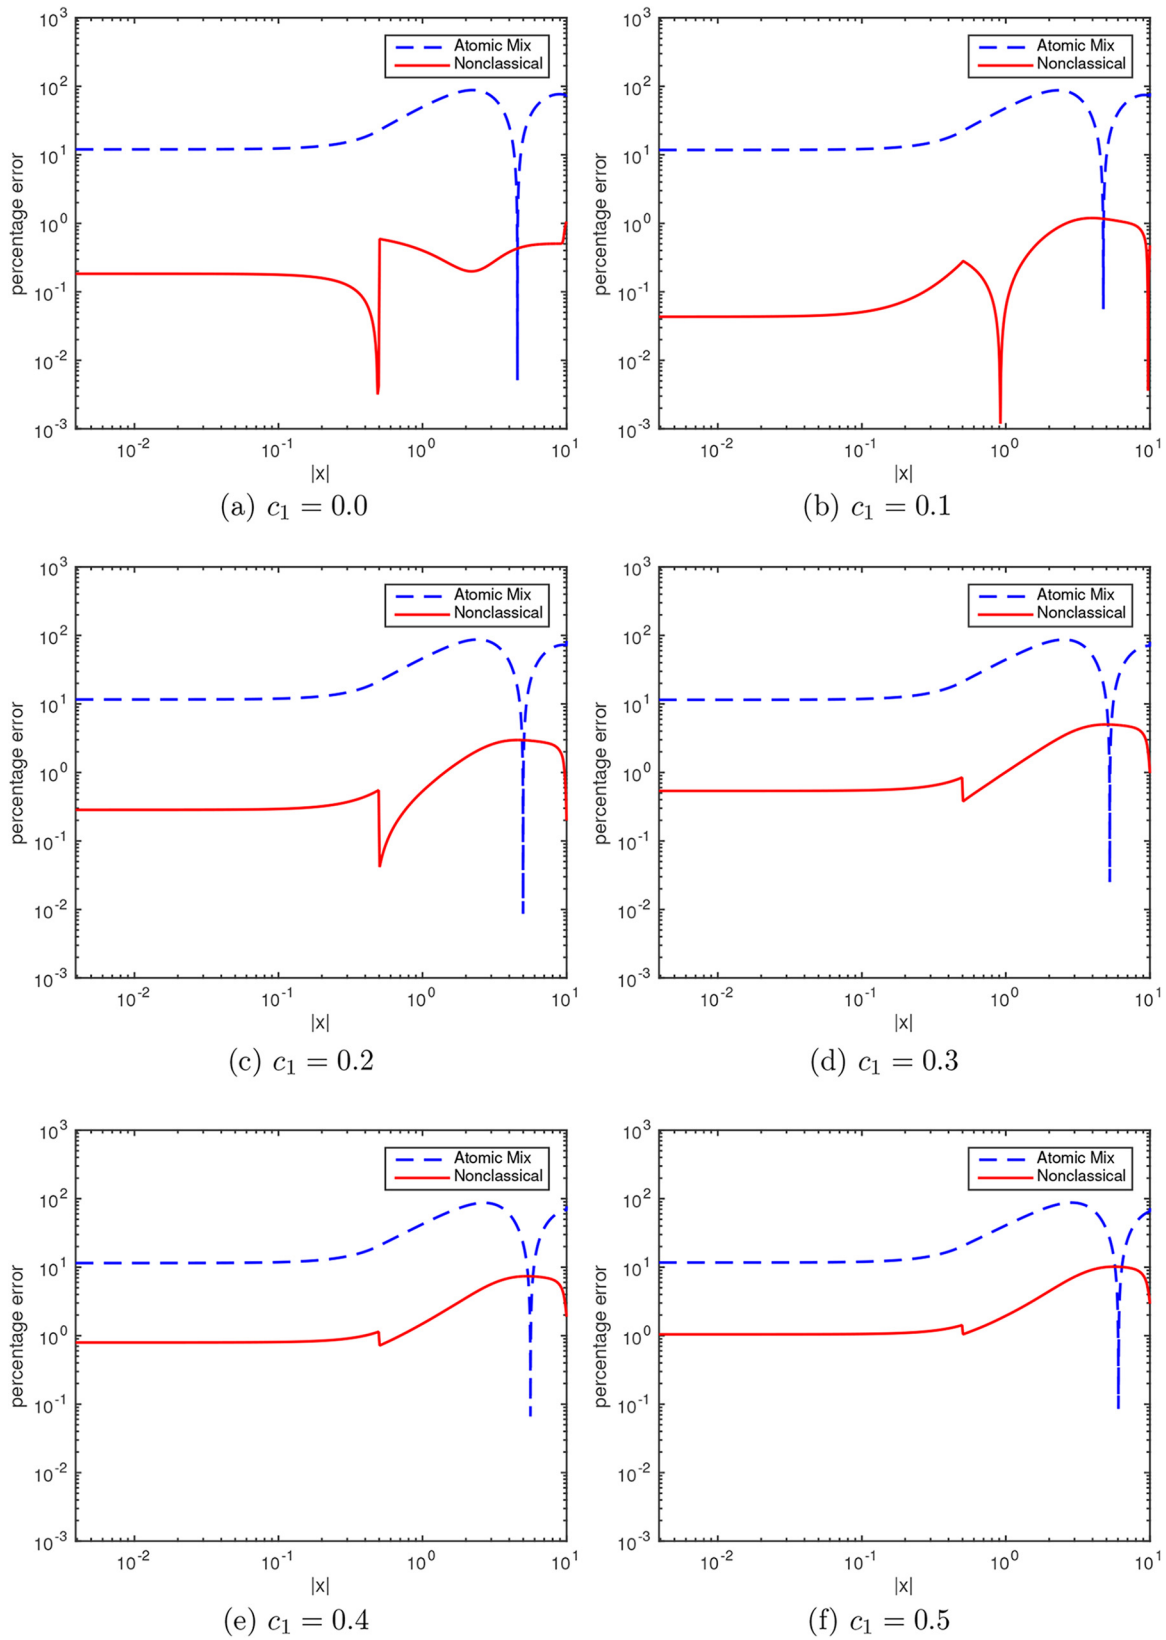 10^3
10^2
10^1
10^0
10^-1
10^-2
10^-3
percentage error
Atomic Mix
Nonclassical
10^-2 10^-1 10^0 10^1
|x|
(a) c₁ = 0.0
10^3
10^2
10^1
10^0
10^-1
10^-2
10^-3
percentage error
Atomic Mix
Nonclassical
10^-2 10^-1 10^0 10^1
|x|
(b) c₁ = 0.1
10^3
10^2
10^1
10^0
10^-1
10^-2
10^-3
percentage error
Atomic Mix
Nonclassical
10^-2 10^-1 10^0 10^1
|x|
(c) c₁ = 0.2
10^3
10^2
10^1
10^0
10^-1
10^-2
10^-3
percentage error
Atomic Mix
Nonclassical
10^-2 10^-1 10^0 10^1
|x|
(d) c₁ = 0.3
10^3
10^2
10^1
10^0
10^-1
10^-2
10^-3
percentage error
Atomic Mix
Nonclassical
10^-2 10^-1 10^0 10^1
|x|
(e) c₁ = 0.4
10^3
10^2
10^1
10^0
10^-1
10^-2
10^-3
percentage error
Atomic Mix
Nonclassical
10^-2 10^-1 10^0 10^1
|x|
(f) c₁ = 0.5